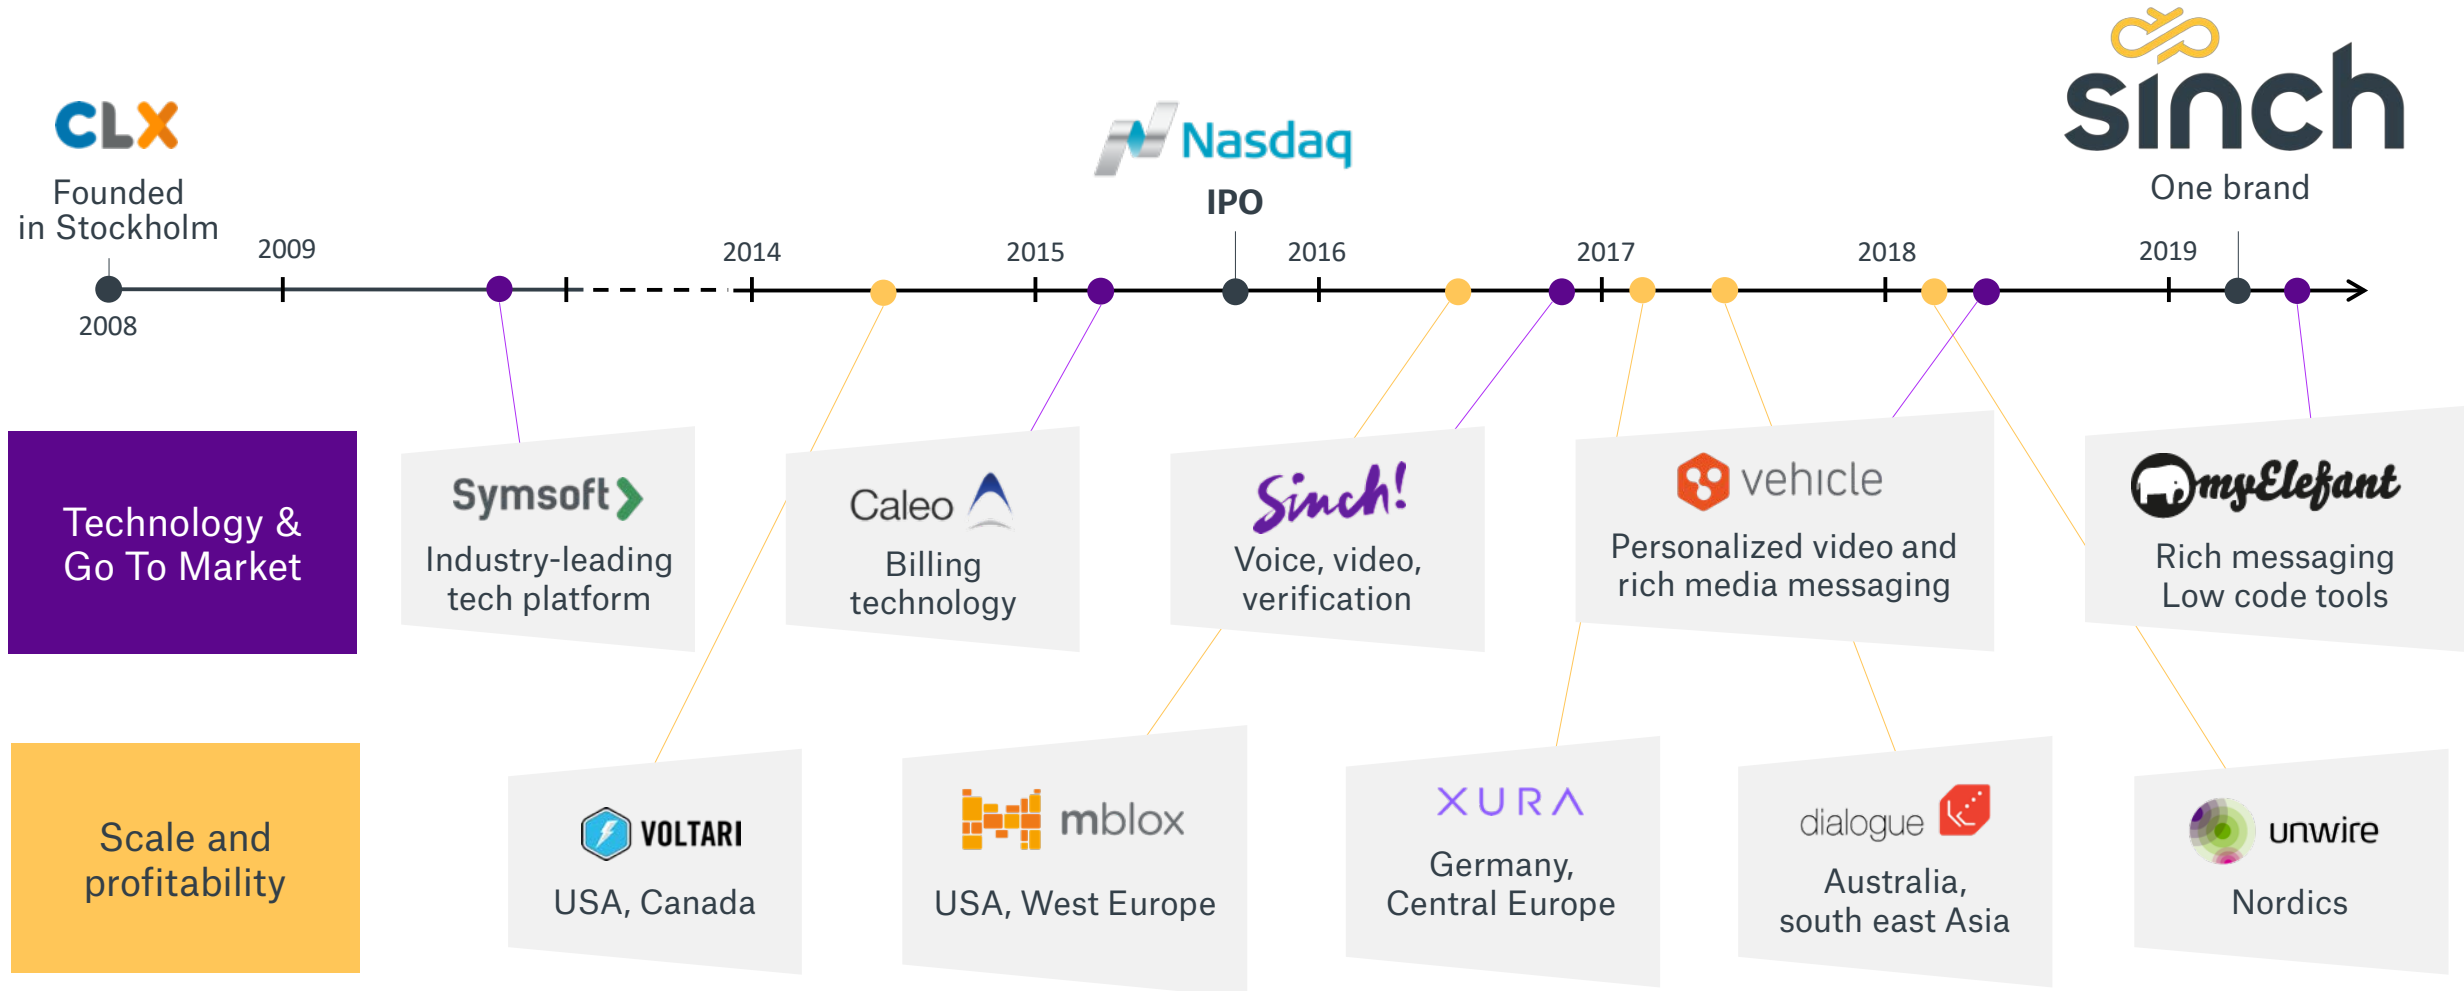 CLX
Founded
in Stockholm
Nasdaq
IPO
sinch
One brand
2008
2009
2014
2015
2016
2017
2018
2019
Technology &
Go To Market
Symsoft
Industry-leading
tech platform
Caleo
Billing
technology
Sinch!
Voice, video,
verification
vehicle
Personalized video and
rich media messaging
myElefant
Rich messaging
Low code tools
Scale and
profitability
VOLTARI
USA, Canada
mblox
USA, West Europe
XURA
Germany,
Central Europe
dialogue
Australia,
south east Asia
unwire
Nordics